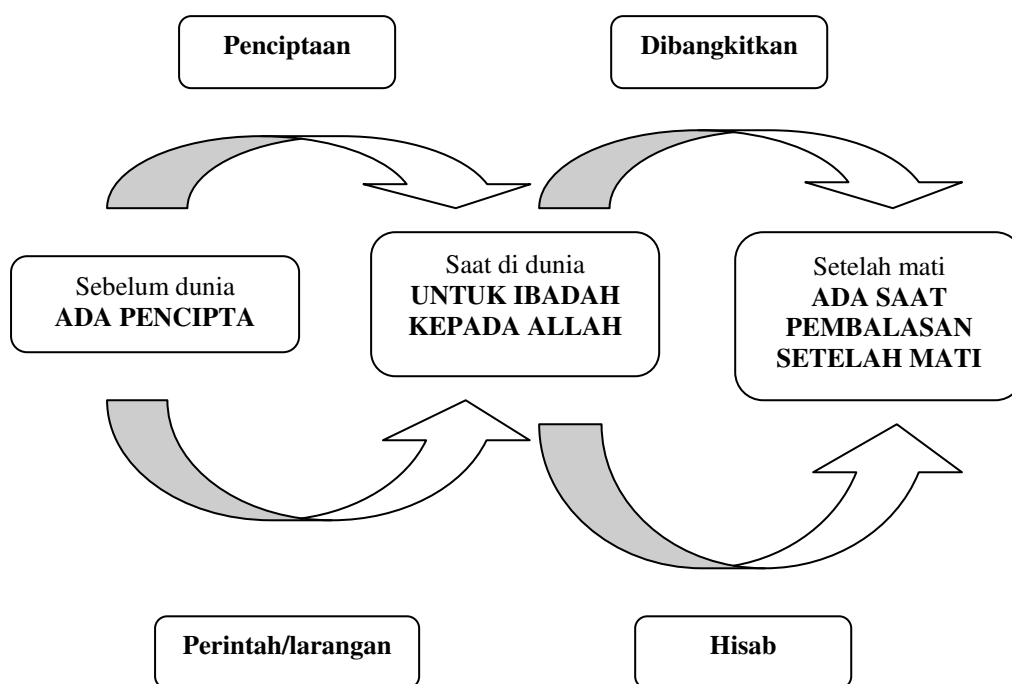 Penciptaan
Dibangkitkan
Sebelum dunia
ADA PENCIPTA
Saat di dunia
UNTUK IBADAH
KEPADA ALLAH
Setelah mati
ADA SAAT
PEMBALASAN
SETELAH MATI
Perintah/larangan
Hisab